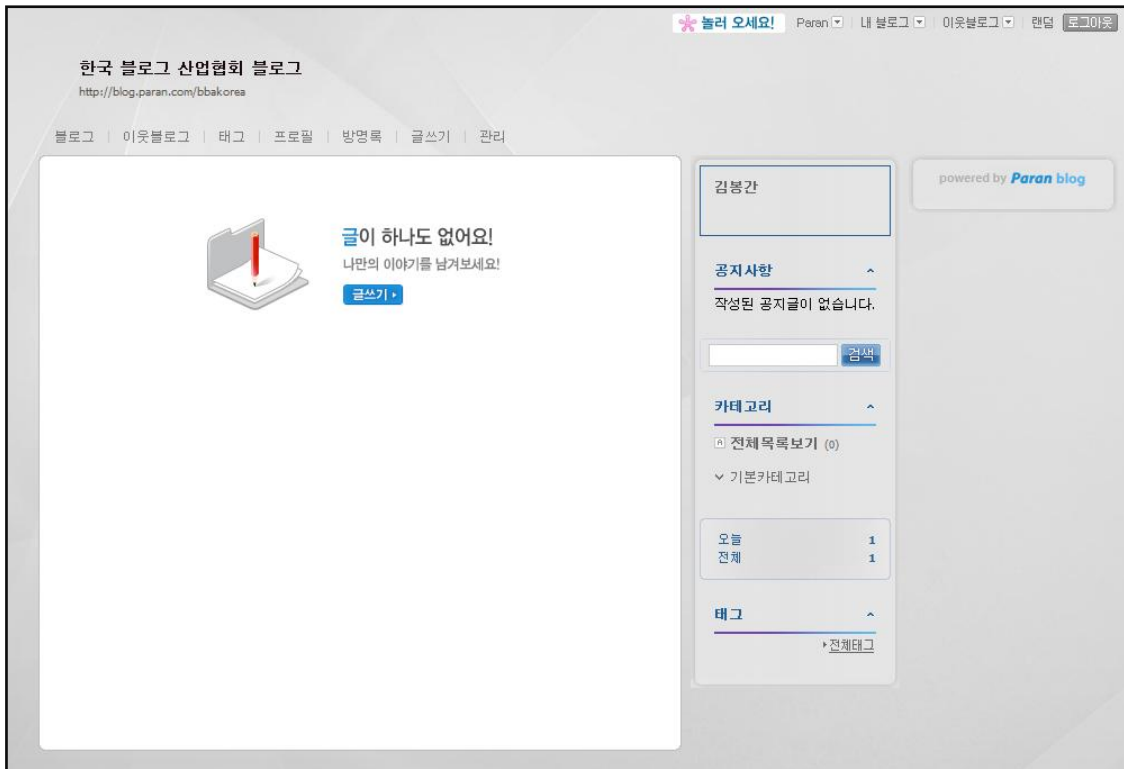 놀러 오세요! Paran 내 블로그 이웃블로그 랜덤 로그아웃
한국 블로그 산업협회 블로그
http://blog.paran.com/bbakorea
블로그 | 이웃블로그 | 태그 | 프로필 | 방명록 | 글쓰기 | 관리
글이 하나도 없어요!
나만의 이야기를 남겨보세요!
글쓰기
김봉간
공지사항
작성된 공지글이 없습니다.
검색
카테고리
전체목록보기 (0)
기본카테고리
오늘 1
전체 1
태그
전체태그
powered by Paran blog